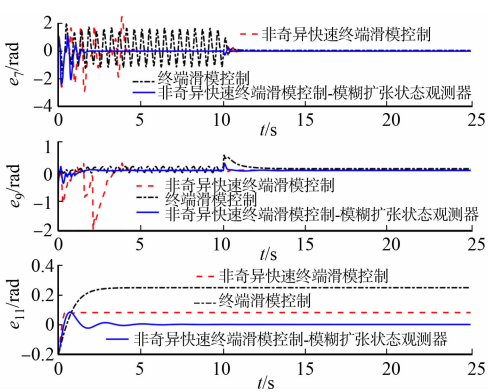 2
0
−2
−4
e7/rad
非奇异快速终端滑模控制
终端滑模控制
非奇异快速终端滑模控制-模糊扩张状态观测器
0 5 10 15 20 25
t/s
1
0
−1
−2
e9/rad
非奇异快速终端滑模控制
终端滑模控制
非奇异快速终端滑模控制-模糊扩张状态观测器
0 5 10 15 20 25
t/s
0.4
0.2
0
−0.2
e11/rad
非奇异快速终端滑模控制
终端滑模控制
非奇异快速终端滑模控制-模糊扩张状态观测器
0 5 10 15 20 25
t/s